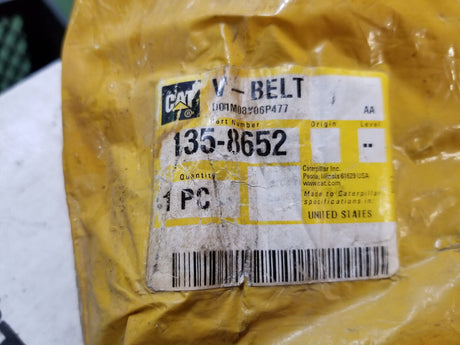 CAT
V-BELT
AA
Part Number
Origin
Level
135-8652
--
Caterpillar Inc.
Peoria, Illinois 61629 USA
www.cat.com
Quantity
1 PC
Made to Caterpillar
specifications in:
UNITED STATES